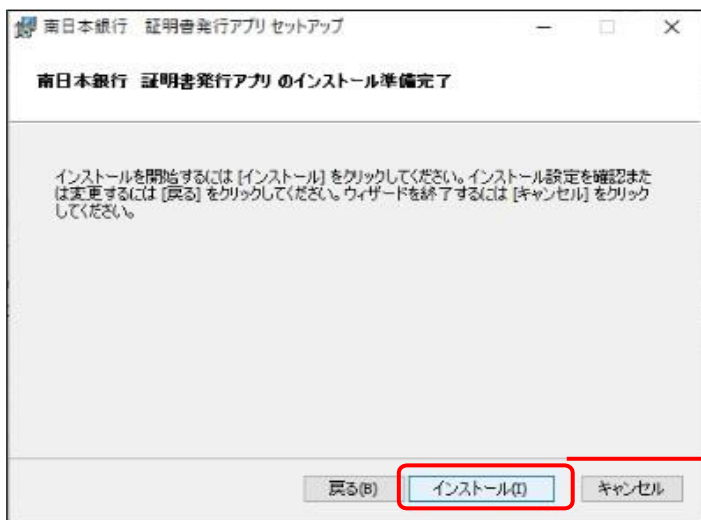 南日本銀行　証明書発行アプリ セットアップ
南日本銀行　証明書発行アプリ のインストール準備完了
インストールを開始するには [インストール] をクリックしてください。インストール設定を確認また
は変更するには [戻る] をクリックしてください。ウィザードを終了するには [キャンセル] をクリック
してください。
戻る(B) インストール(I) キャンセル